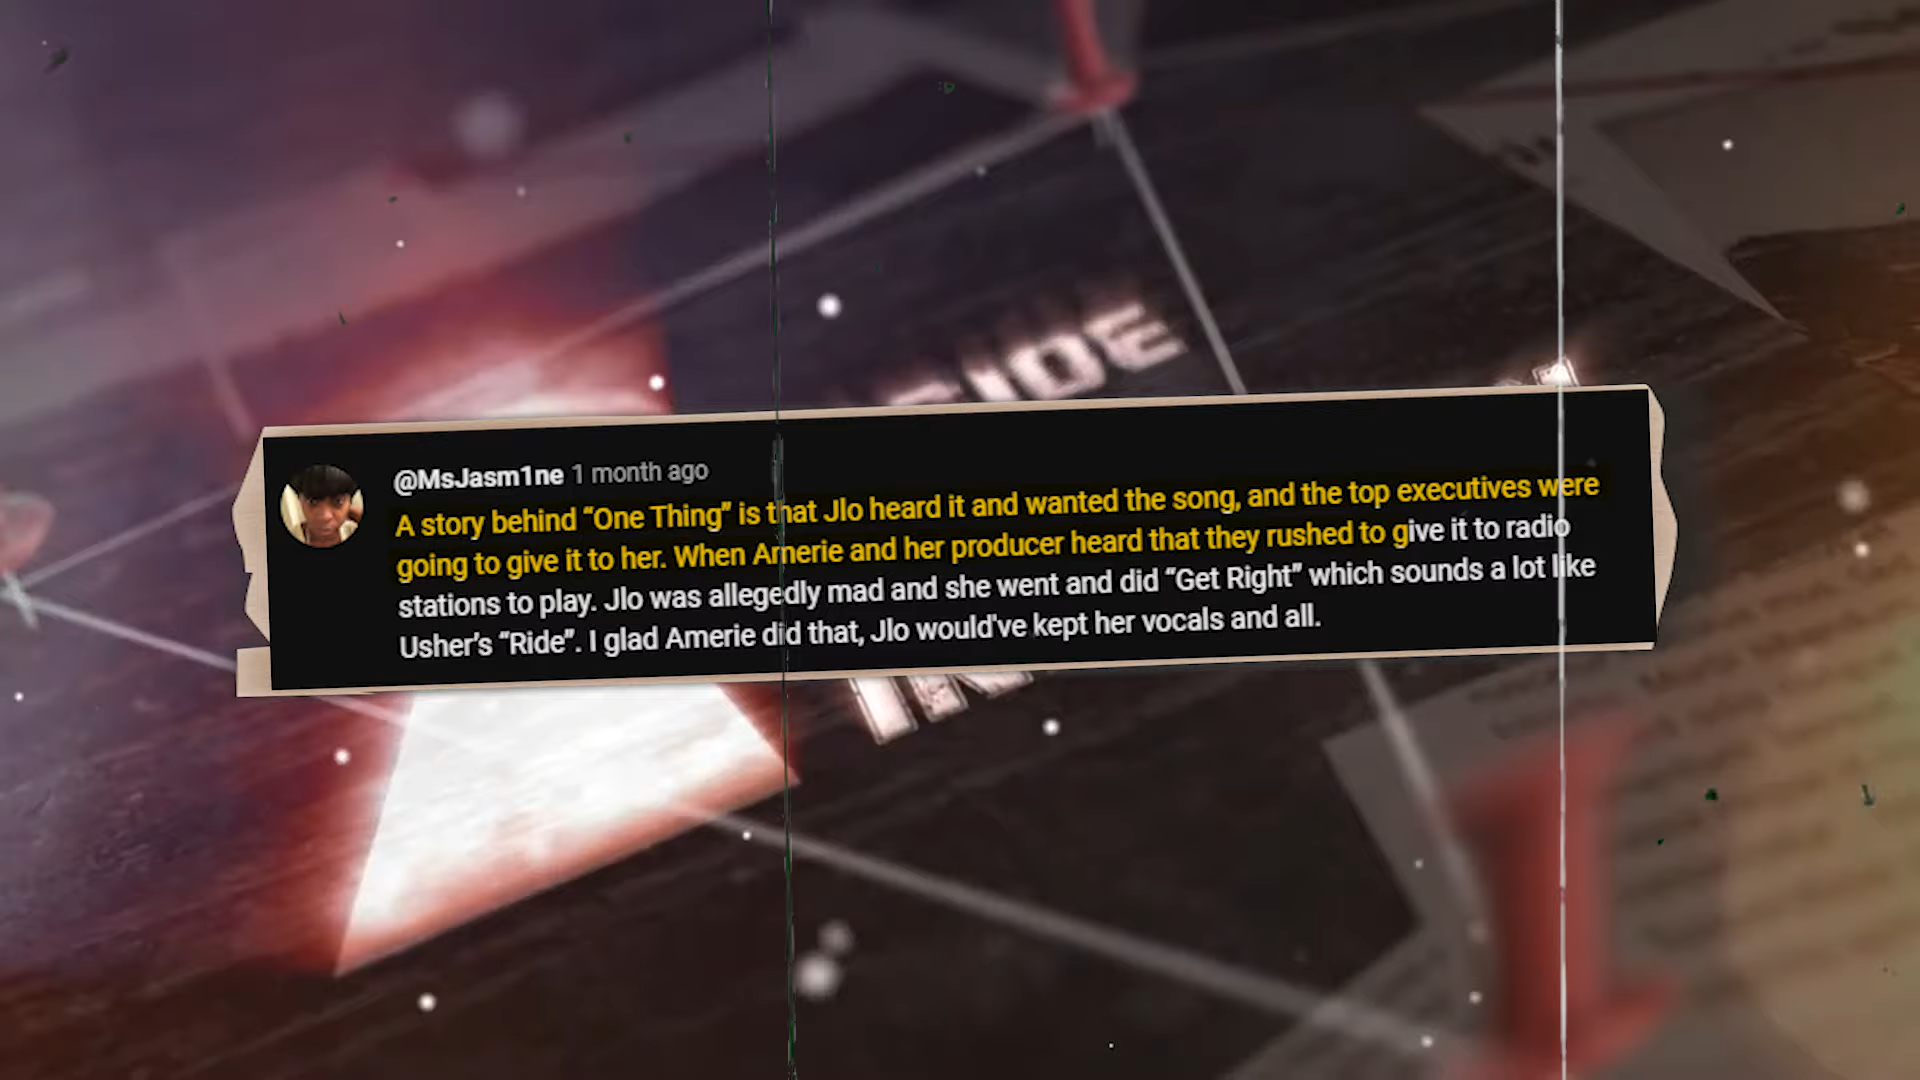 SIDE
@MsJasm1ne 1 month ago
A story behind “One Thing” is that Jlo heard it and wanted the song, and the top executives were
going to give it to her. When Amerie and her producer heard that they rushed to give it to radio
stations to play. Jlo was allegedly mad and she went and did “Get Right” which sounds a lot like
Usher's “Ride”. I glad Amerie did that, Jlo would've kept her vocals and all.
IN